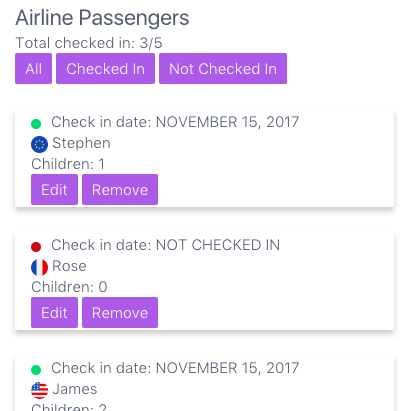 Airline Passengers
Total checked in: 3/5
All Checked In Not Checked In
Check in date: NOVEMBER 15, 2017
Stephen
Children: 1
Edit Remove
Check in date: NOT CHECKED IN
Rose
Children: 0
Edit Remove
Check in date: NOVEMBER 15, 2017
James
Children: 2